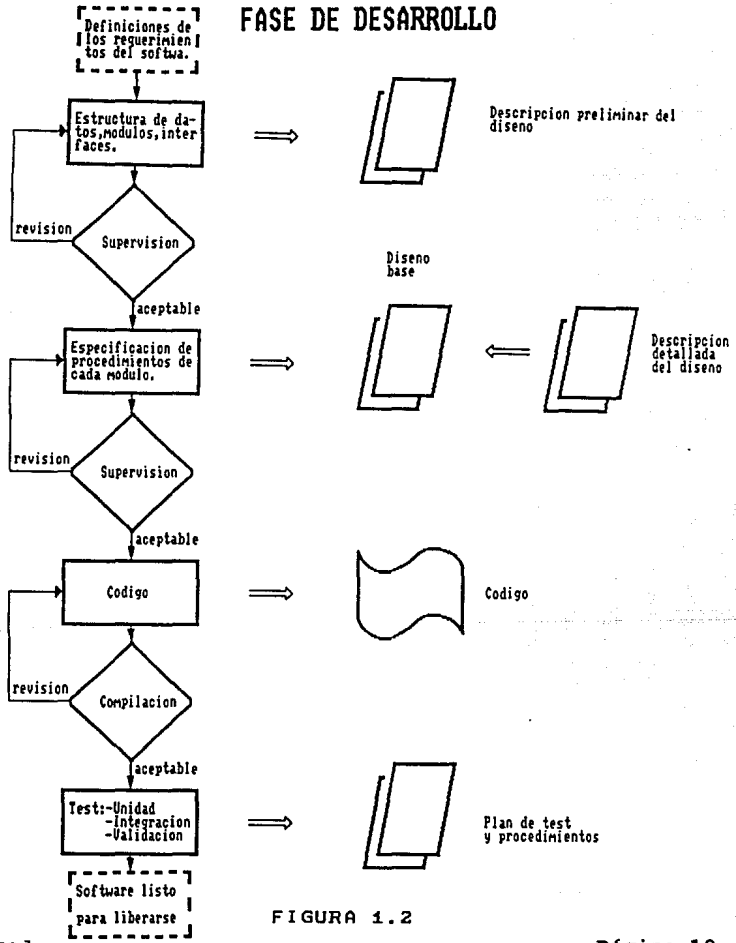 FASE DE DESARROLLO
Definiciones de
los requerimien
tos del softwa.
Estructura de da-
tos,modulos,inter
faces.
Descripcion preliminar del
diseno
revision
Supervision
aceptable
Diseno
base
Especificacion de
procedimientos de
cada modulo.
Descripcion
detallada
del diseno
revision
Supervision
aceptable
Codigo
Codigo
revision
Compilacion
aceptable
Test:-Unidad
-Integracion
-Validacion
Plan de test
y procedimientos
Software listo
para liberarse
FIGURA 1.2